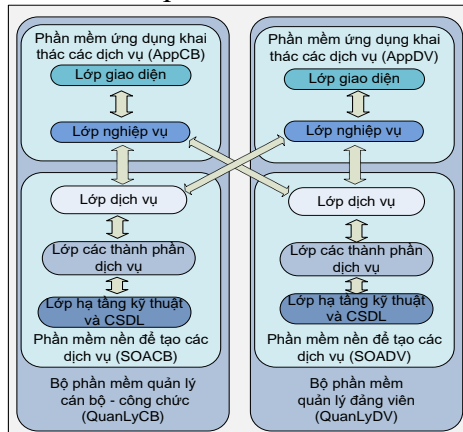 Phần mềm ứng dụng khai
thác các dịch vụ (AppCB)
Lớp giao diện
Lớp nghiệp vụ
Lớp dịch vụ
Lớp các thành phần
dịch vụ
Lớp hạ tầng kỹ thuật
và CSDL
Phần mềm nền để tạo các
dịch vụ (SOACB)
Bộ phần mềm quản lý
cán bộ - công chức
(QuanLyCB)
Phần mềm ứng dụng khai
thác các dịch vụ (AppDV)
Lớp giao diện
Lớp nghiệp vụ
Lớp dịch vụ
Lớp các thành phần
dịch vụ
Lớp hạ tầng kỹ thuật
và CSDL
Phần mềm nền để tạo các
dịch vụ (SOADV)
Bộ phần mềm
quản lý đảng viên
(QuanLyDV)